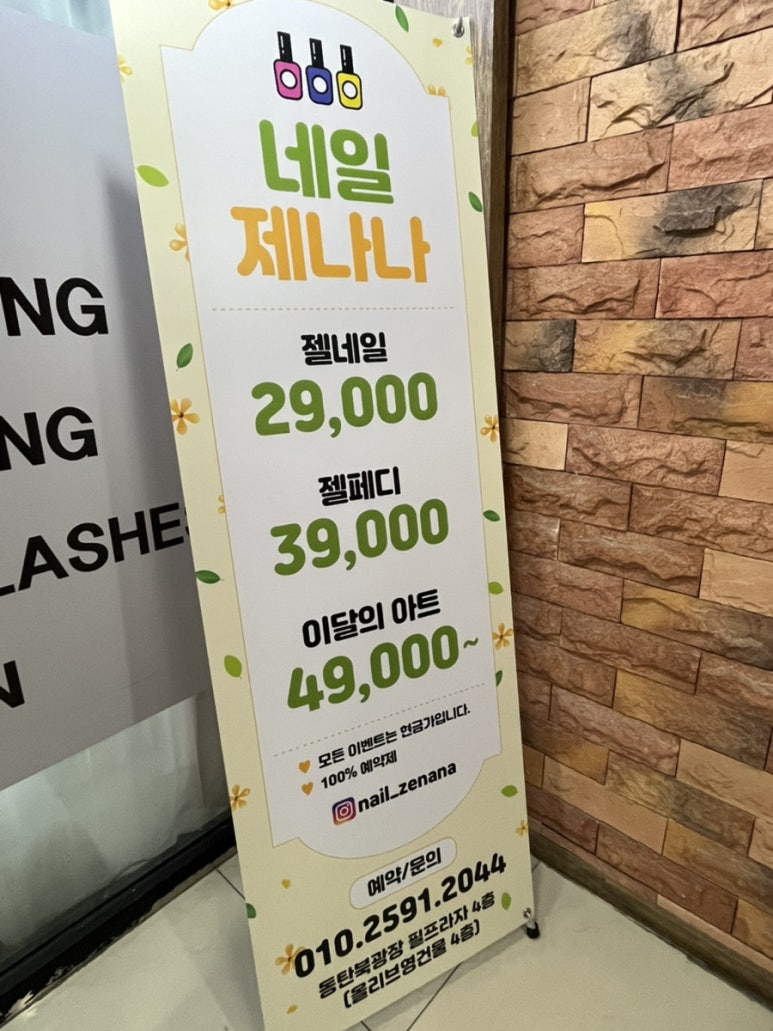 네일
제나나
젤네일
29,000
젤페디
39,000
이달의 아트
49,000~
모든 이벤트는 현금가입니다.
100% 예약제
nail_zenana
예약/문의
010.2591.2044
동탄북광장 필프라자 4층
(올리브영건물 4층)
NG
NG
LASHES
N